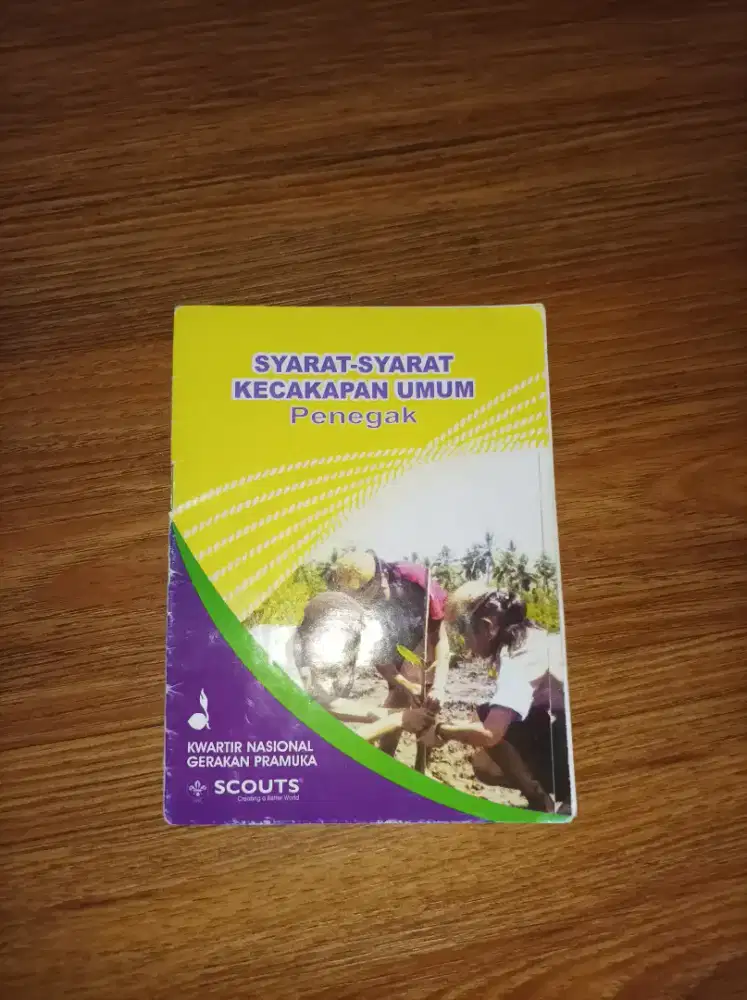 SYARAT-SYARAT
KECAKAPAN UMUM
Penegak
KWARTIR NASIONAL
GERAKAN PRAMUKA
SCOUTS®
Creating a Better World